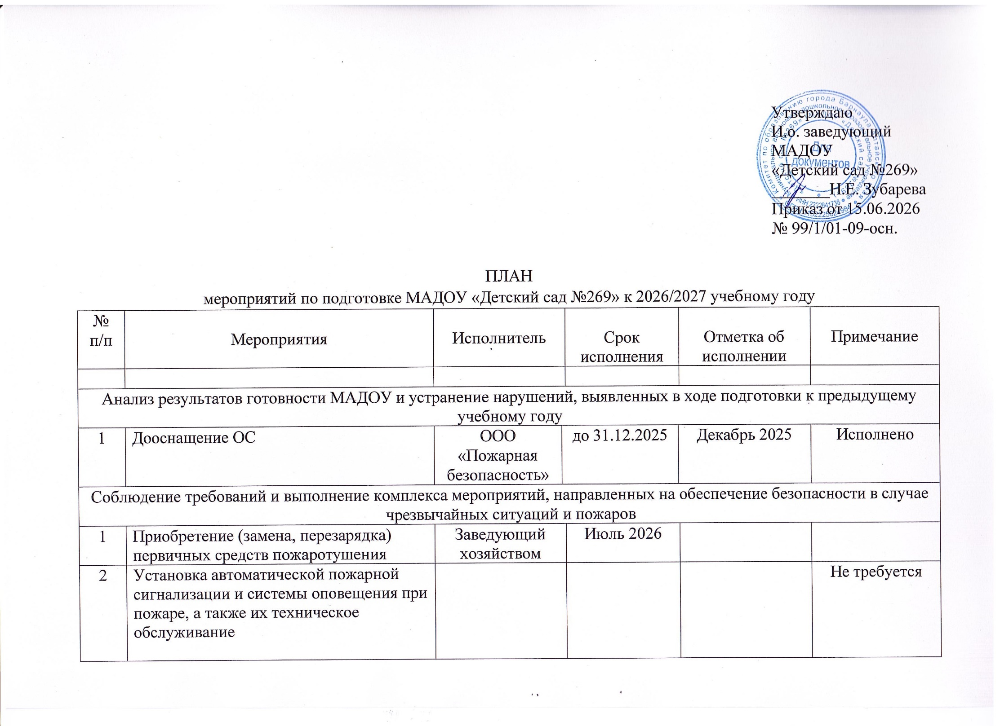 Утверждаю
И.о. заведующий
МАДОУ
«Детский сад №269»
_______Н.Е. Зубарева
Приказ от 15.06.2026
№ 99/1/01-09-осн.
Для
документов
ИНН 2222841738
ПЛАН
мероприятий по подготовке МАДОУ «Детский сад №269» к 2026/2027 учебному году
№
п/п
Мероприятия
Исполнитель
Срок
исполнения
Отметка об
исполнении
Примечание
Анализ результатов готовности МАДОУ и устранение нарушений, выявленных в ходе подготовки к предыдущему
учебному году
1
Дооснащение ОС
ООО
«Пожарная
безопасность»
до 31.12.2025
Декабрь 2025
Исполнено
Соблюдение требований и выполнение комплекса мероприятий, направленных на обеспечение безопасности в случае
чрезвычайных ситуаций и пожаров
1
Приобретение (замена, перезарядка)
первичных средств пожаротушения
Заведующий
хозяйством
Июль 2026
2
Установка автоматической пожарной
сигнализации и системы оповещения при
пожаре, а также их техническое
обслуживание
Не требуется